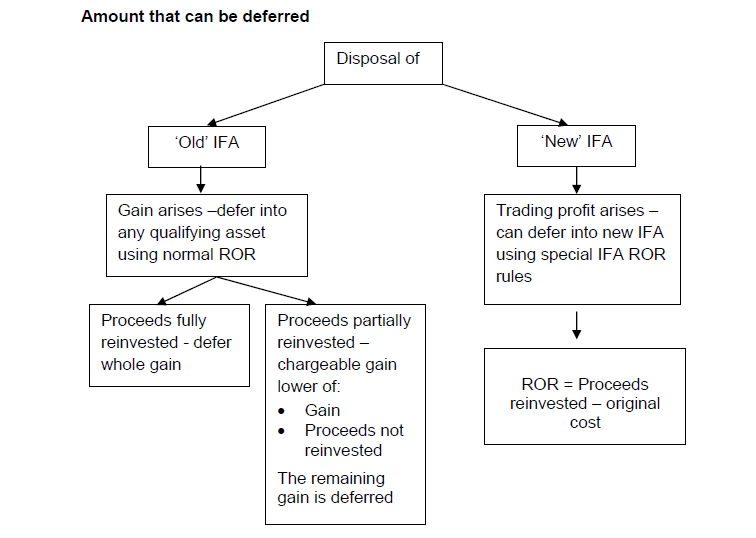 Amount that can be deferred
Disposal of
‘Old’ IFA
‘New’ IFA
Gain arises –defer into
any qualifying asset
using normal ROR
Trading profit arises –
can defer into new IFA
using special IFA ROR
rules
Proceeds fully
reinvested - defer
whole gain
Proceeds partially
reinvested –
chargeable gain
lower of:
• Gain
• Proceeds not
reinvested
The remaining
gain is deferred
ROR = Proceeds
reinvested – original
cost